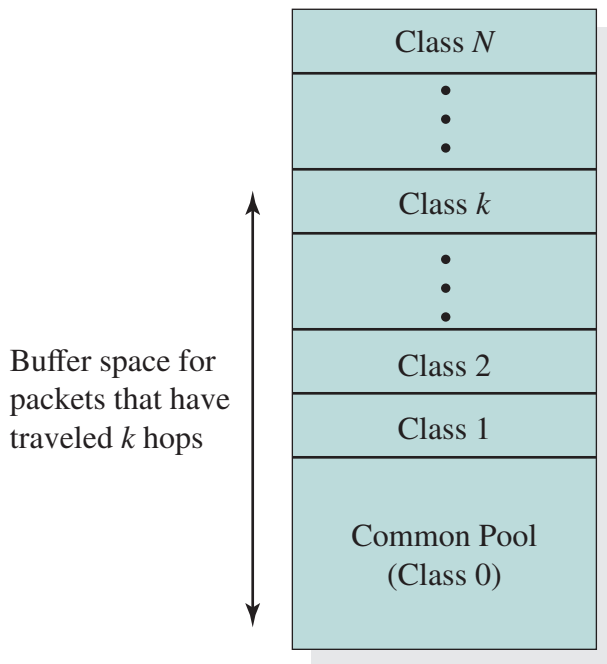 Class N
Class k
Class 2
Class 1
Common Pool
(Class 0)
Buffer space for
packets that have
traveled k hops